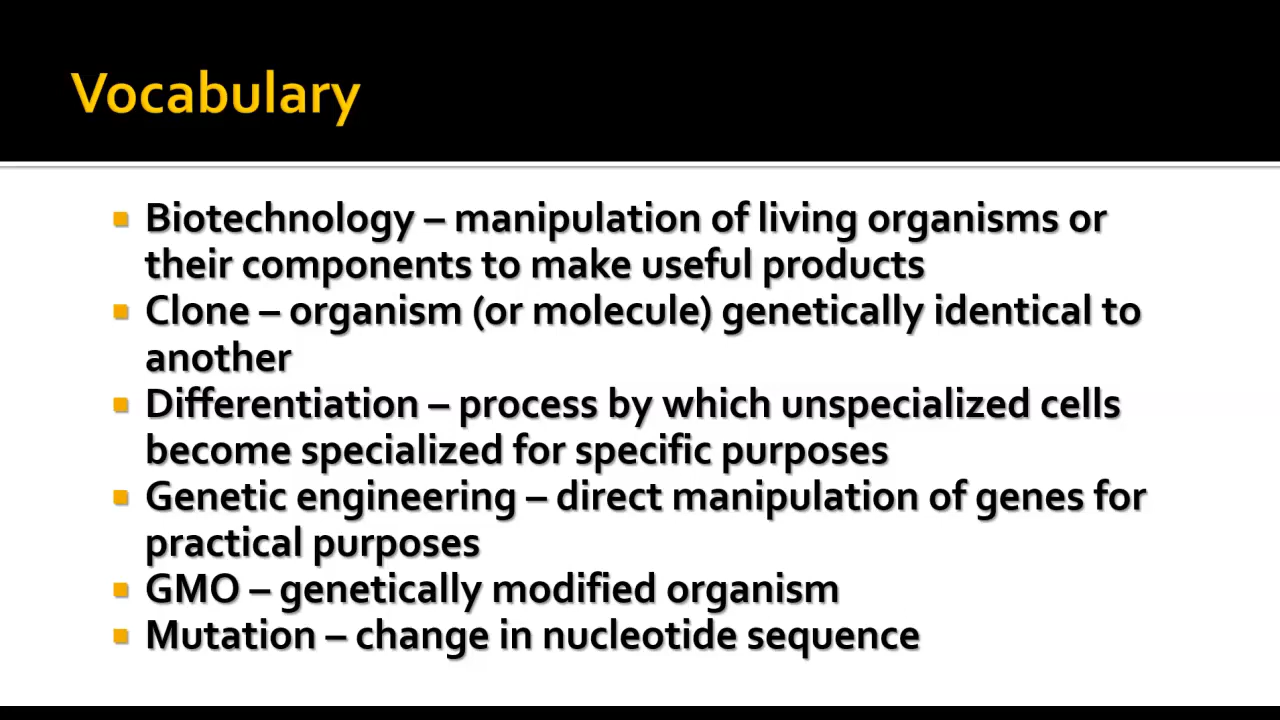 Vocabulary
Biotechnology – manipulation of living organisms or
their components to make useful products
Clone – organism (or molecule) genetically identical to
another
Differentiation – process by which unspecialized cells
become specialized for specific purposes
Genetic engineering – direct manipulation of genes for
practical purposes
GMO – genetically modified organism
Mutation – change in nucleotide sequence